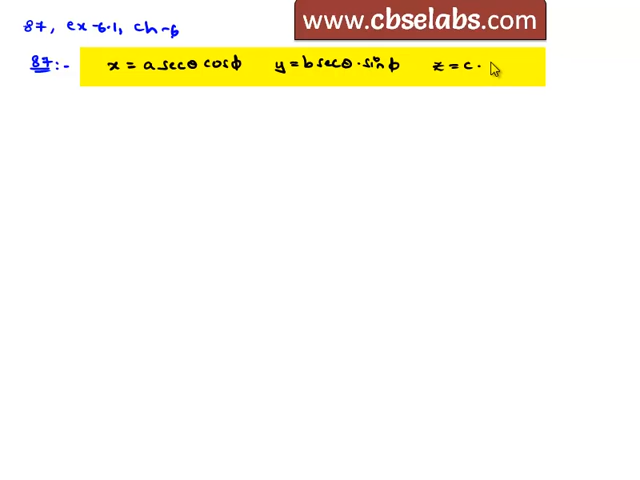 www.cbselabs.com
87, ex-6.1, ch-6
87:- x = a secθ cosϕ y = b secθ · sinϕ z = c ·